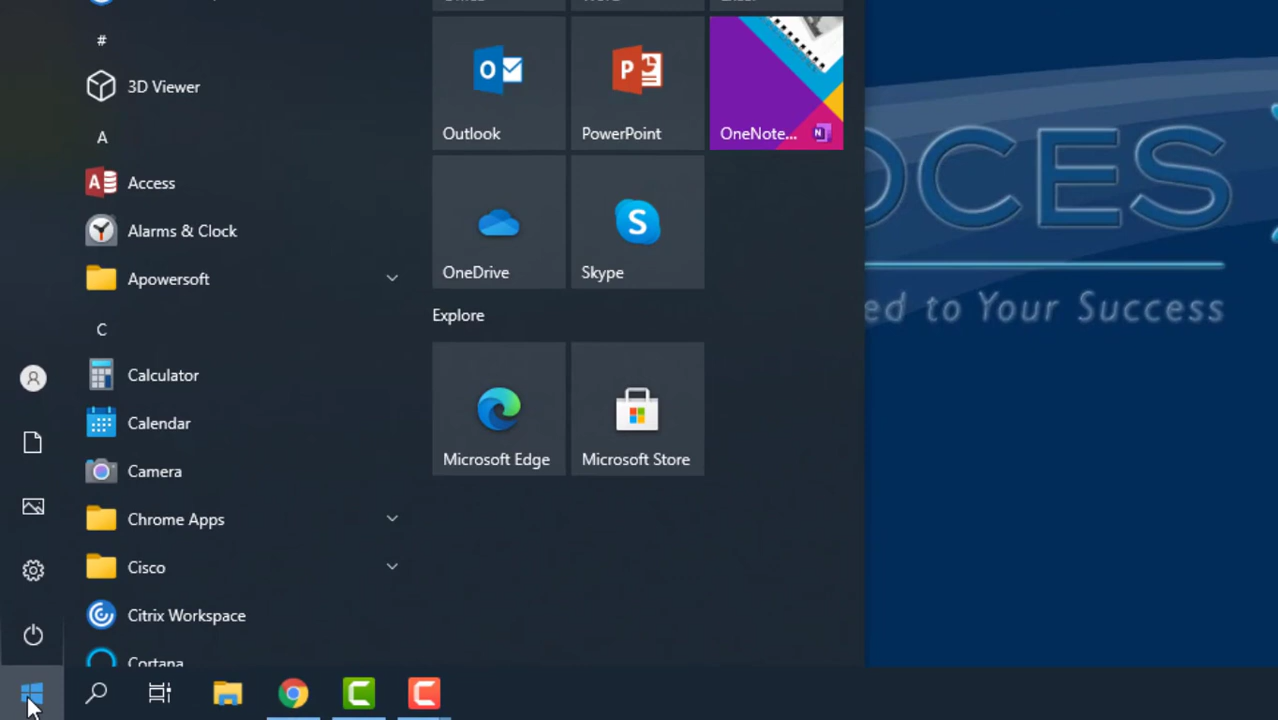 #
3D Viewer
A
Access
Alarms & Clock
Apowersoft
C
Calculator
Calendar
Camera
Chrome Apps
Cisco
Citrix Workspace
Cortana
Outlook
PowerPoint
OneNote...
OneDrive
Skype
Explore
Microsoft Edge
Microsoft Store
OCES
ed to Your Success